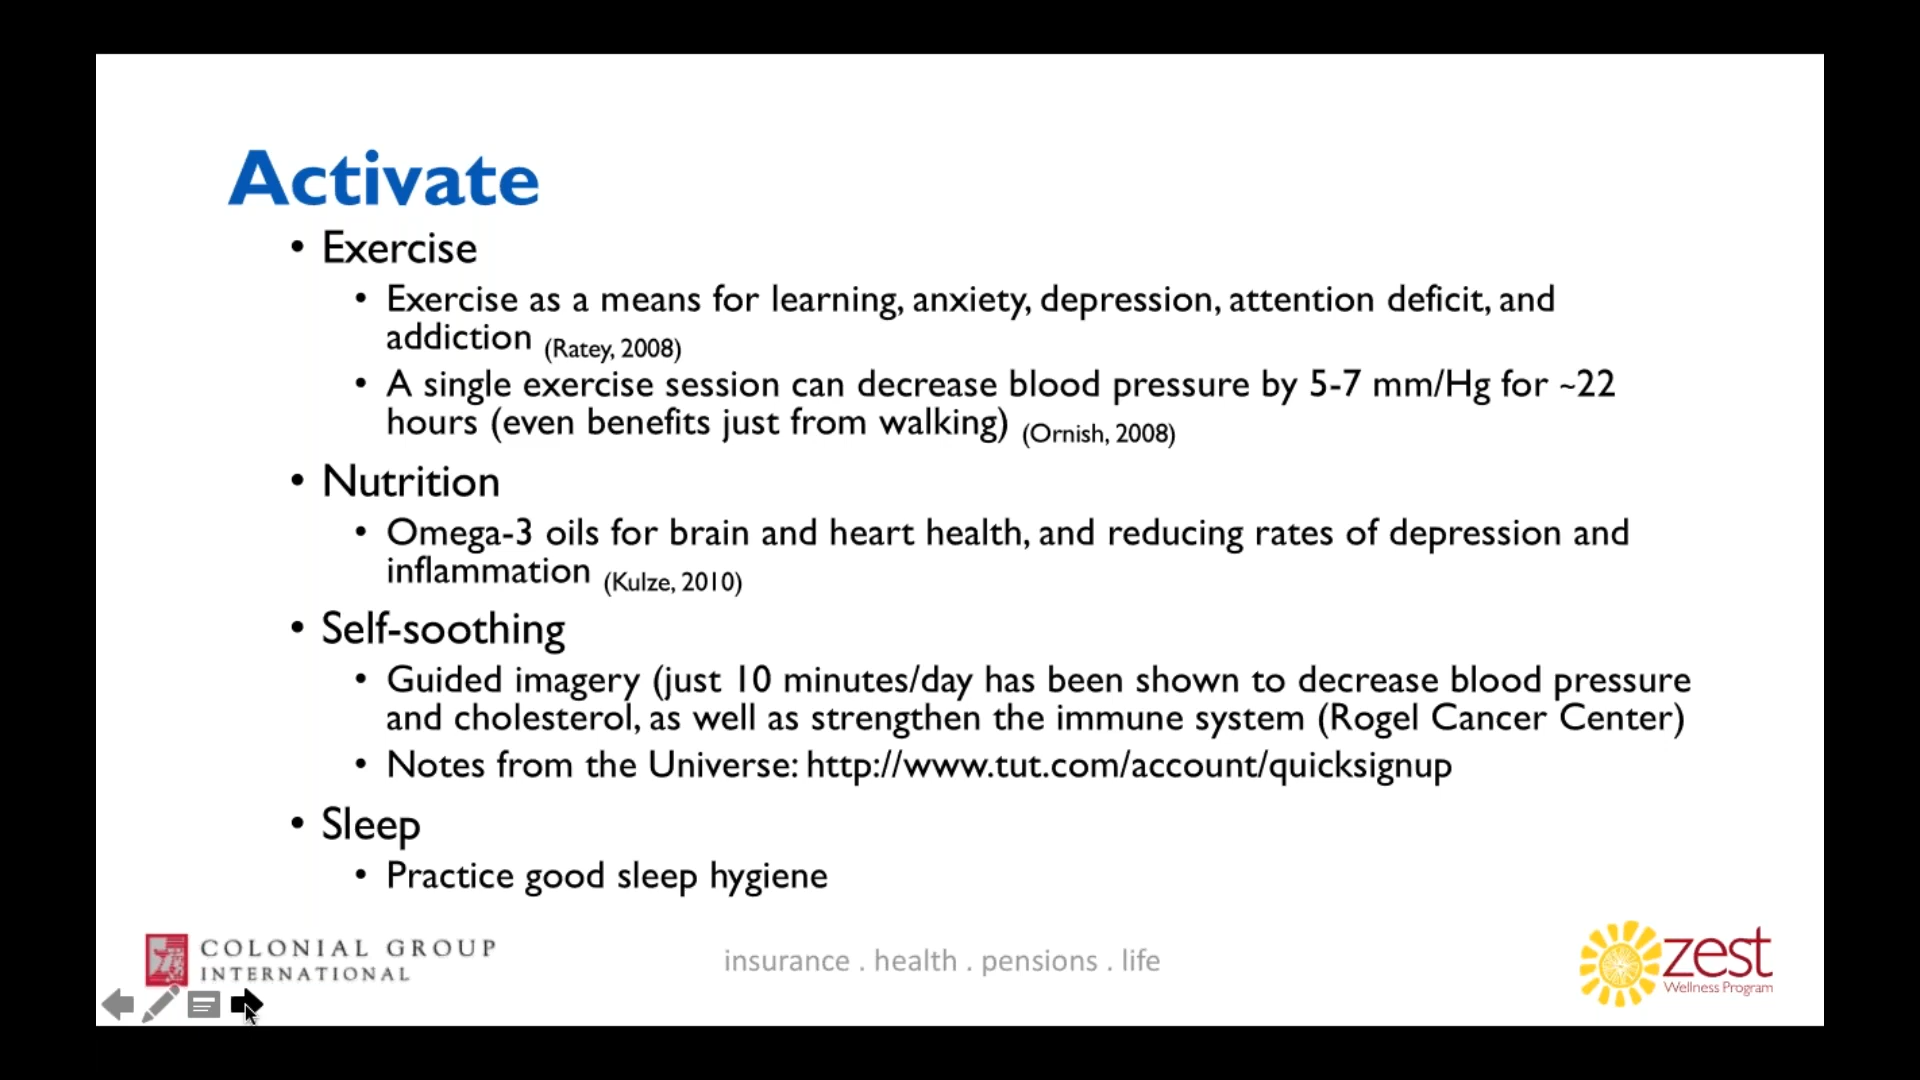 Activate
• Exercise
• Exercise as a means for learning, anxiety, depression, attention deficit, and
addiction (Ratey, 2008)
• A single exercise session can decrease blood pressure by 5-7 mm/Hg for ~22
hours (even benefits just from walking) (Ornish, 2008)
• Nutrition
• Omega-3 oils for brain and heart health, and reducing rates of depression and
inflammation (Kulze, 2010)
• Self-soothing
• Guided imagery (just 10 minutes/day has been shown to decrease blood pressure
and cholesterol, as well as strengthen the immune system (Rogel Cancer Center)
• Notes from the Universe: http://www.tut.com/account/quicksignup
• Sleep
• Practice good sleep hygiene
COLONIAL GROUP
INTERNATIONAL
insurance . health . pensions . life
zest
Wellness Program